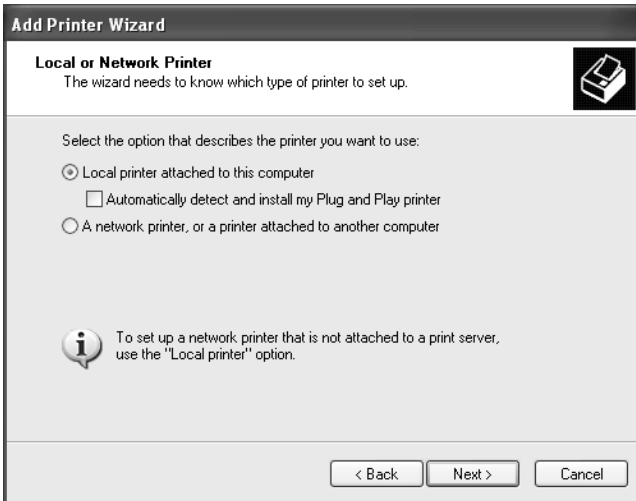 Add Printer Wizard
Local or Network Printer
The wizard needs to know which type of printer to set up.
Select the option that describes the printer you want to use:
Local printer attached to this computer
Automatically detect and install my Plug and Play printer
A network printer, or a printer attached to another computer
To set up a network printer that is not attached to a print server,
use the "Local printer" option.
< Back Next > Cancel